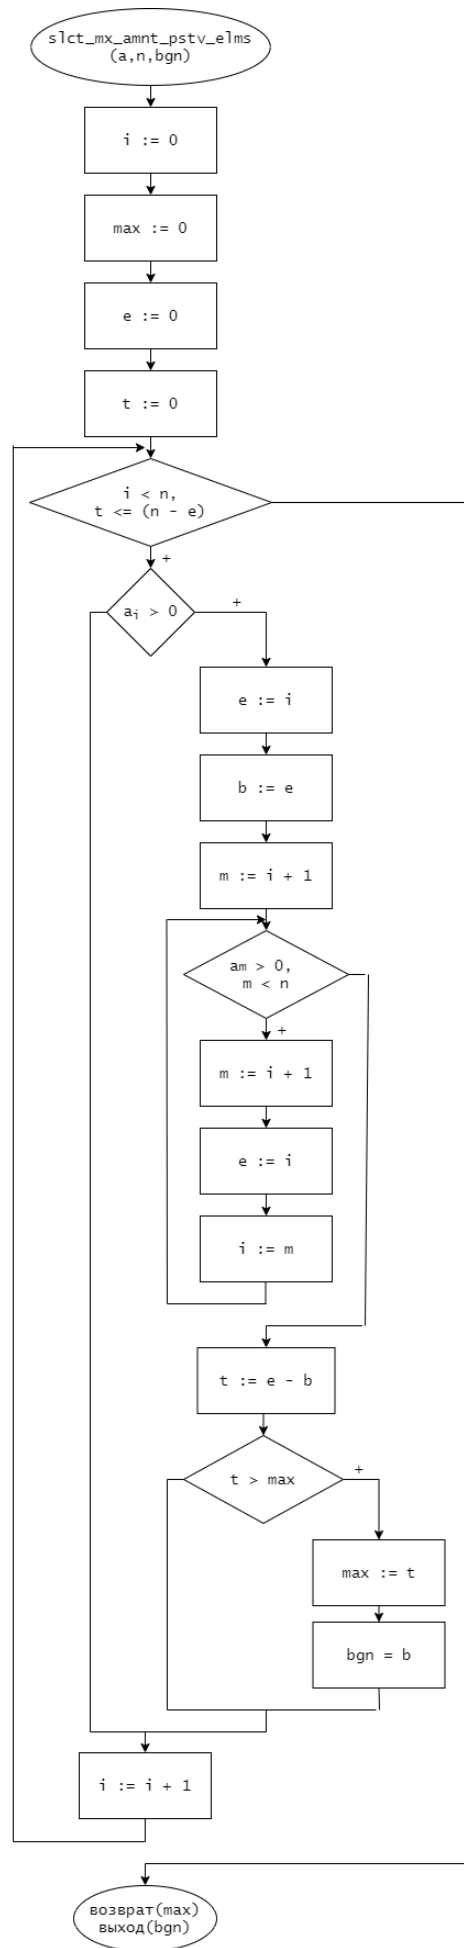 slct_mx_amnt_pstv_elms
(a,n,bgn)
i := 0
max := 0
e := 0
t := 0
i < n,
t <= (n - e)
+
aᵢ > 0
+
e := i
b := e
m := i + 1
aₘ > 0,
m < n
+
m := i + 1
e := i
i := m
t := e - b
t > max
+
max := t
bgn = b
i := i + 1
возврат(max)
выход(bgn)